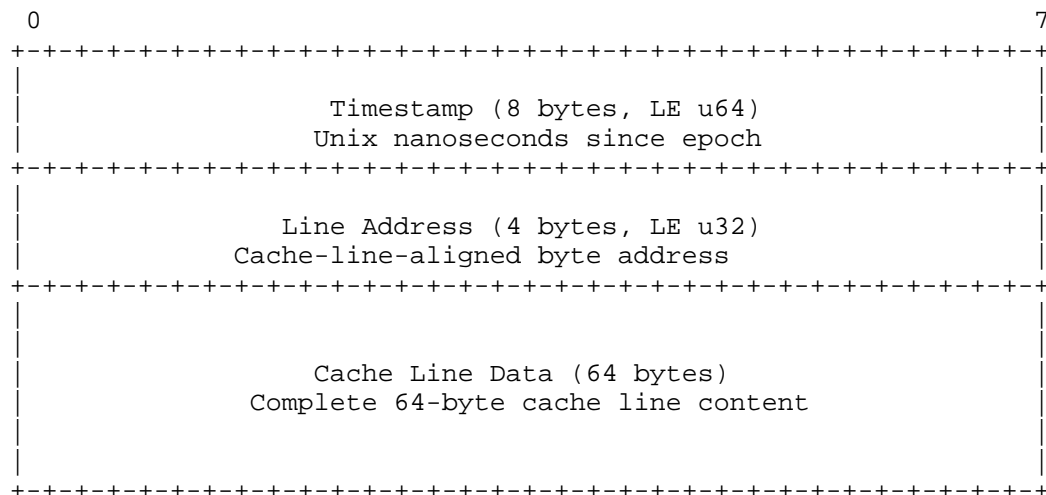 0 7
+-+-+-+-+-+-+-+-+-+-+-+-+-+-+-+-+-+-+-+-+-+-+-+-+-+-+-+-+-+-+-+-+
| |
| Timestamp (8 bytes, LE u64) |
| Unix nanoseconds since epoch |
+-+-+-+-+-+-+-+-+-+-+-+-+-+-+-+-+-+-+-+-+-+-+-+-+-+-+-+-+-+-+-+-+
| |
| Line Address (4 bytes, LE u32) |
| Cache-line-aligned byte address |
+-+-+-+-+-+-+-+-+-+-+-+-+-+-+-+-+-+-+-+-+-+-+-+-+-+-+-+-+-+-+-+-+
| |
| |
| Cache Line Data (64 bytes) |
| Complete 64-byte cache line content |
| |
| |
+-+-+-+-+-+-+-+-+-+-+-+-+-+-+-+-+-+-+-+-+-+-+-+-+-+-+-+-+-+-+-+-+